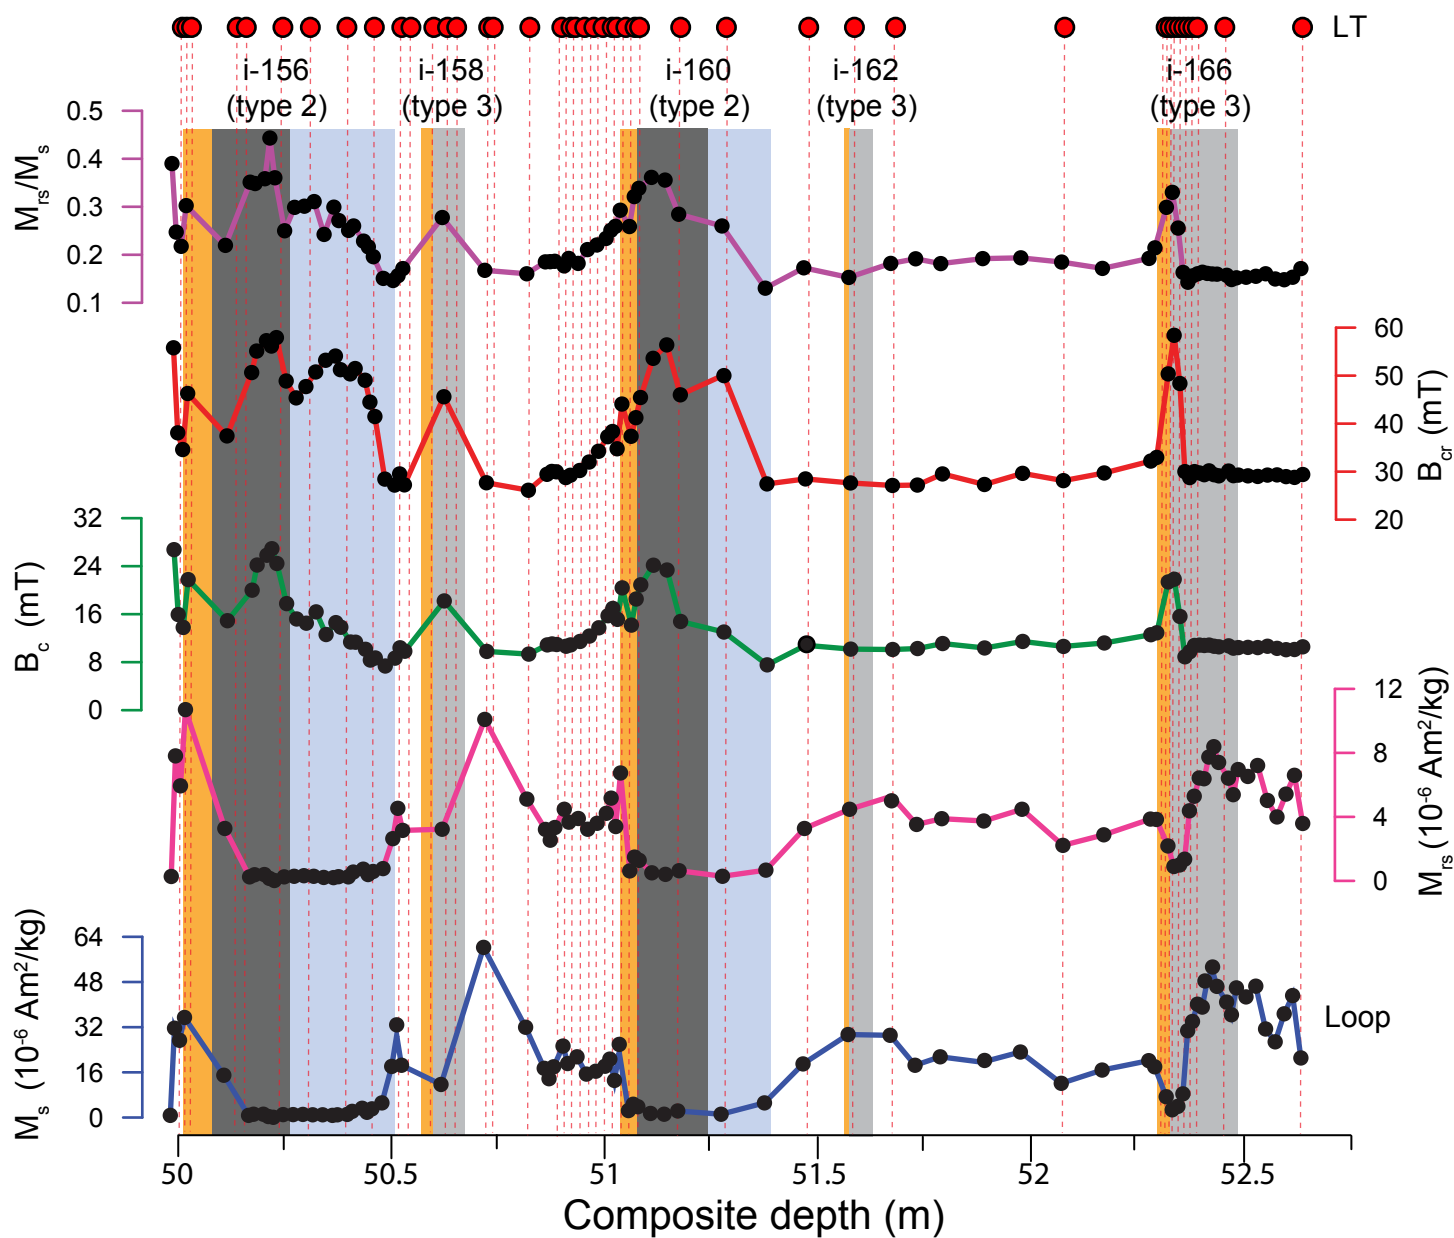 LT
i-156 i-158 i-160 i-162 i-166
(type 2) (type 3) (type 2) (type 3) (type 3)
Mrs/Ms
0.5
0.4
0.3
0.2
0.1
60
50
40
30
20
Bcr (mT)
Bc (mT)
32
24
16
8
0
12
8
4
0
Mrs (10-6 Am2/kg)
Ms (10-6 Am2/kg)
64
48
32
16
0
Loop
50 50.5 51 51.5 52 52.5
Composite depth (m)